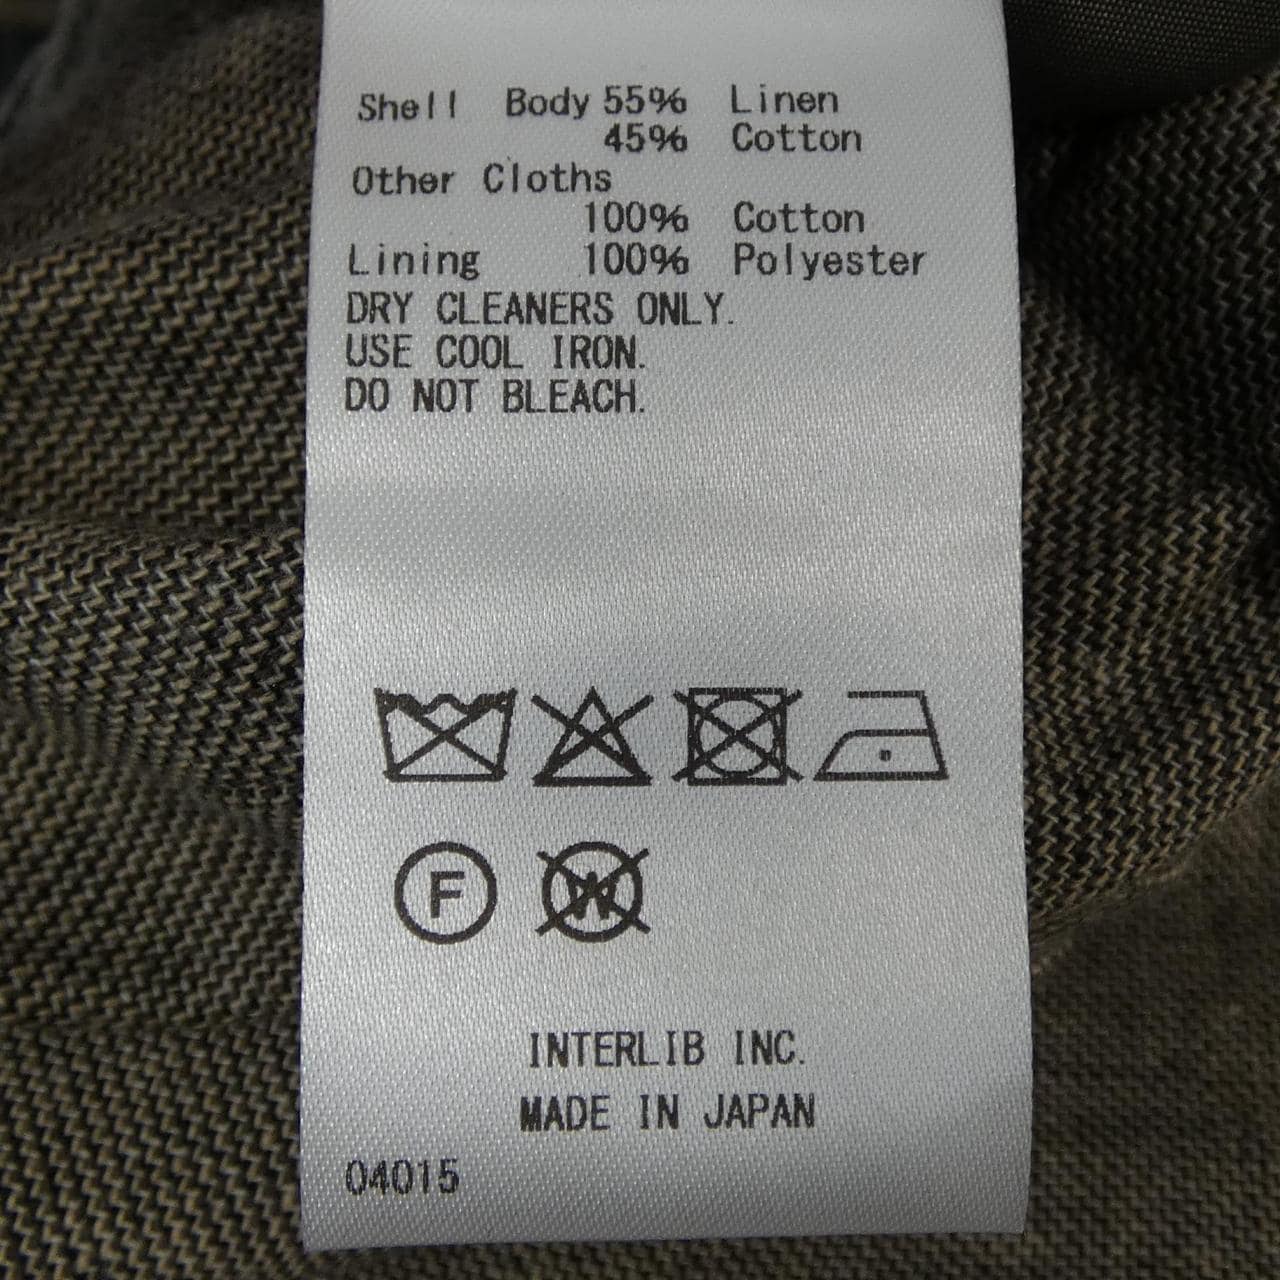 Shell Body 55% Linen
45% Cotton
Other Cloths
100% Cotton
Lining 100% Polyester
DRY CLEANERS ONLY.
USE COOL IRON.
DO NOT BLEACH.
F W
INTERLIB INC.
MADE IN JAPAN
04015